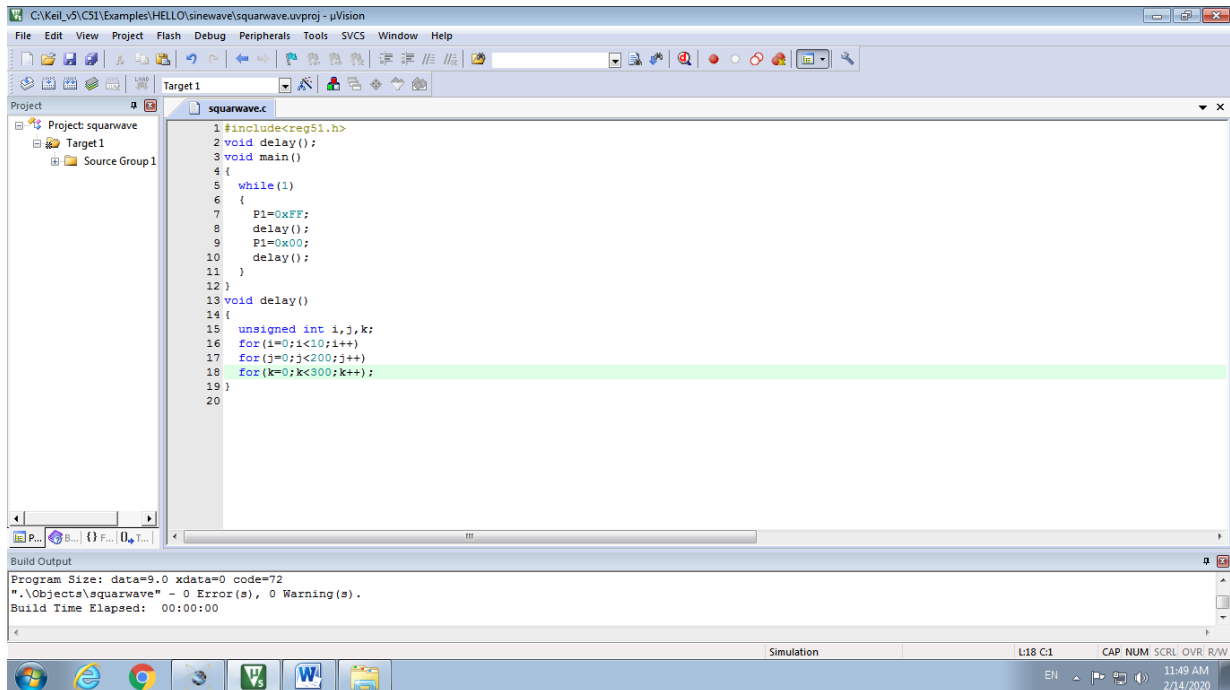 C:\Keil_v5\C51\Examples\HELLO\sinewave\squarwave.uvproj - µVision
File Edit View Project Flash Debug Peripherals Tools SVCS Window Help
LOAD
Target 1
Project
squarwave.c
Project: squarwave
Target 1
Source Group 1
1 #include<reg51.h>
2 void delay();
3 void main()
4 {
5   while(1)
6   {
7     P1=0xFF;
8     delay();
9     P1=0x00;
10     delay();
11   }
12 }
13 void delay()
14 {
15   unsigned int i,j,k;
16   for(i=0;i<10;i++)
17   for(j=0;j<200;j++)
18   for(k=0;k<300;k++);
19 }
20
P... B... {} F... 0 T...
Build Output
Program Size: data=9.0 xdata=0 code=72
".\Objects\squarwave" - 0 Error(s), 0 Warning(s).
Build Time Elapsed:  00:00:00
Simulation L:18 C:1 CAP NUM SCRL OVR R/W
EN 11:49 AM
2/14/2020